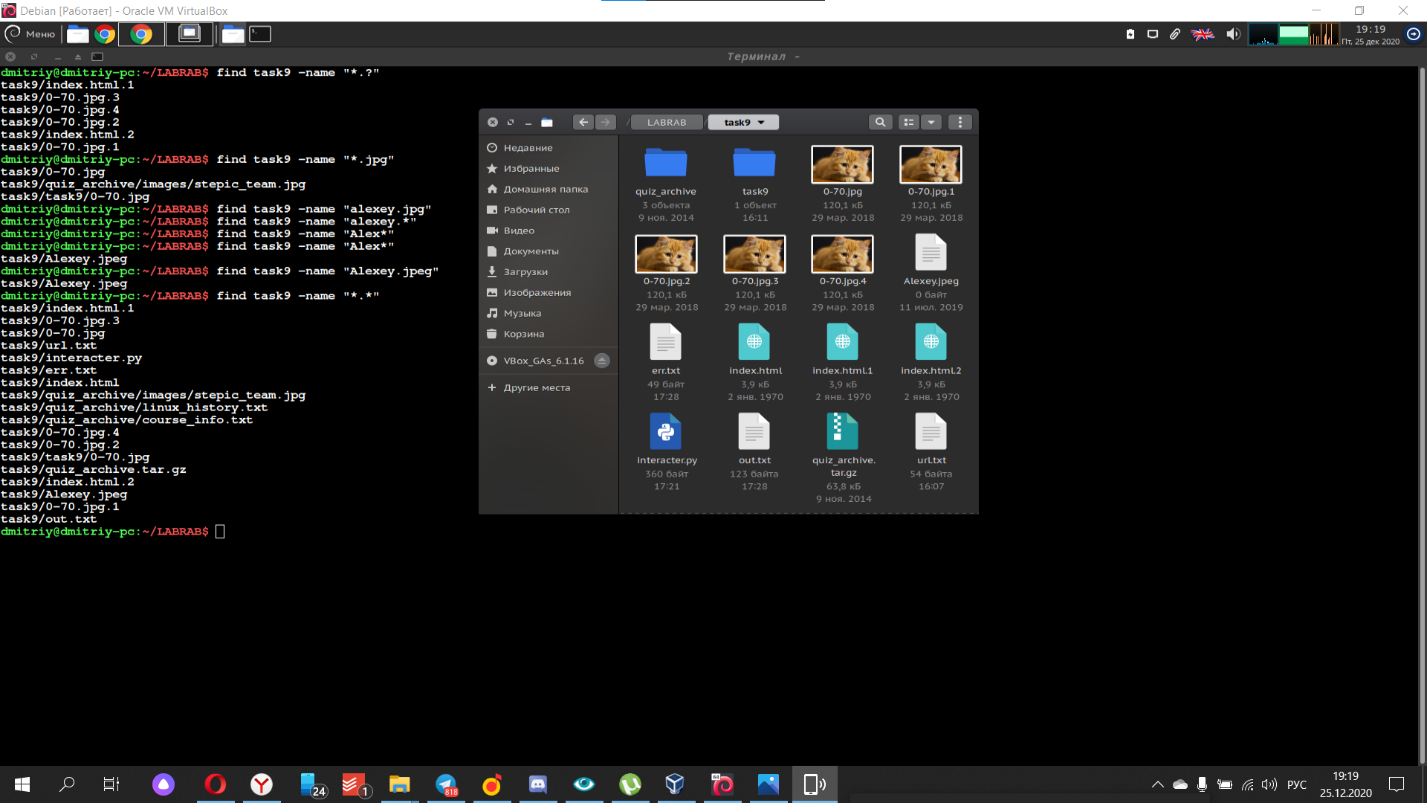 Debian [Работает] - Oracle VM VirtualBox
Меню
19:19
Пт, 25 дек 2020
Терминал -
dmitriy@dmitriy-pc:~/LABRAB$ find task9 -name "*.?"
task9/index.html.1
task9/0-70.jpg.3
task9/0-70.jpg.4
task9/0-70.jpg.2
task9/index.html.2
task9/0-70.jpg.1
dmitriy@dmitriy-pc:~/LABRAB$ find task9 -name "*.jpg"
task9/0-70.jpg
task9/quiz_archive/images/stepic_team.jpg
task9/task9/0-70.jpg
dmitriy@dmitriy-pc:~/LABRAB$ find task9 -name "alexey.jpg"
dmitriy@dmitriy-pc:~/LABRAB$ find task9 -name "alexey.*"
dmitriy@dmitriy-pc:~/LABRAB$ find task9 -name "Alex*"
dmitriy@dmitriy-pc:~/LABRAB$ find task9 -name "Alex*"
task9/Alexey.jpeg
dmitriy@dmitriy-pc:~/LABRAB$ find task9 -name "Alexey.jpeg"
task9/Alexey.jpeg
dmitriy@dmitriy-pc:~/LABRAB$ find task9 -name "*.*"
task9/index.html.1
task9/0-70.jpg.3
task9/0-70.jpg
task9/url.txt
task9/interacter.py
task9/err.txt
task9/index.html
task9/quiz_archive/images/stepic_team.jpg
task9/quiz_archive/linux_history.txt
task9/quiz_archive/course_info.txt
task9/0-70.jpg.4
task9/0-70.jpg.2
task9/task9/0-70.jpg
task9/quiz_archive.tar.gz
task9/index.html.2
task9/Alexey.jpeg
task9/0-70.jpg.1
task9/out.txt
dmitriy@dmitriy-pc:~/LABRAB$
/ LABRAB / task9
Недавние
Избранные
Домашняя папка
Рабочий стол
Видео
Документы
Загрузки
Изображения
Музыка
Корзина
VBox_GAs_6.1.16
Другие места
quiz_archive task9 0-70.jpg 0-70.jpg.1
3 объекта 1 объект 120,1 кБ 120,1 кБ
9 ноя. 2014 16:11 29 мар. 2018 29 мар. 2018
0-70.jpg.2 0-70.jpg.3 0-70.jpg.4 Alexey.jpeg
120,1 кБ 120,1 кБ 120,1 кБ 0 байт
29 мар. 2018 29 мар. 2018 29 мар. 2018 11 июл. 2019
err.txt index.html index.html.1 index.html.2
49 байт 3,9 кБ 3,9 кБ 3,9 кБ
17:28 2 янв. 1970 2 янв. 1970 2 янв. 1970
interacter.py out.txt quiz_archive. url.txt
tar.gz
360 байт 123 байта 63,8 кБ 54 байта
17:21 17:28 9 ноя. 2014 16:07
24
1
818
РУС
19:19
25.12.2020